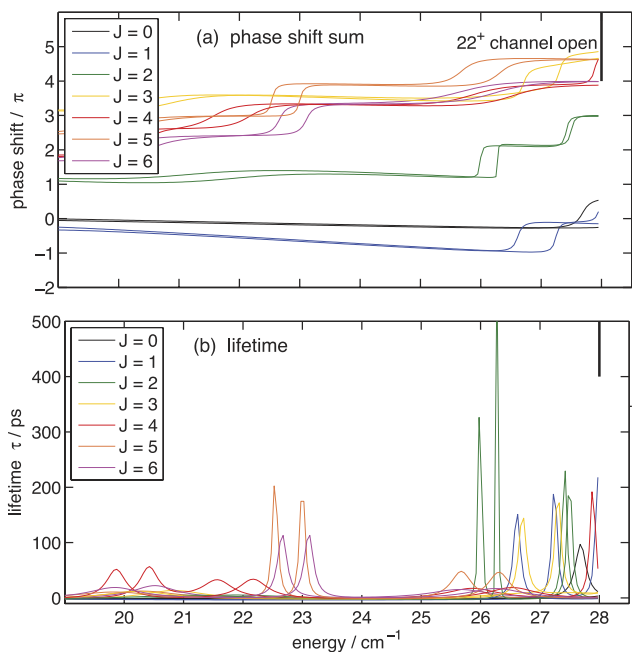 (a) phase shift sum
22⁺ channel open
J = 0
J = 1
J = 2
J = 3
J = 4
J = 5
J = 6
phase shift / π
5
4
3
2
1
0
−1
−2
(b) lifetime
J = 0
J = 1
J = 2
J = 3
J = 4
J = 5
J = 6
lifetime τ / ps
500
400
300
200
100
0
20 21 22 23 24 25 26 27 28
energy / cm⁻¹